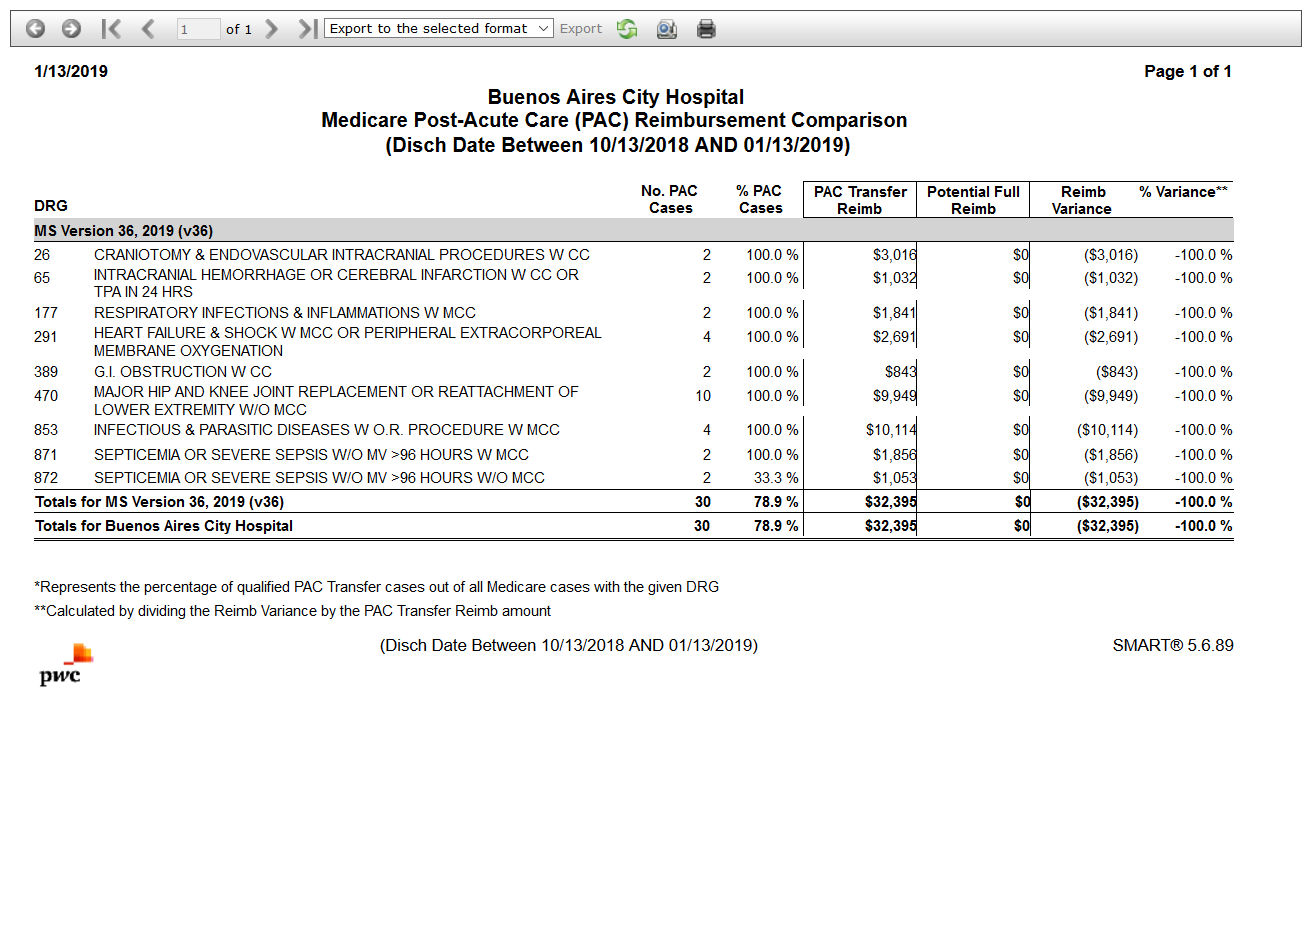 1 of 1 Export to the selected format Export
1/13/2019 Page 1 of 1
Buenos Aires City Hospital
Medicare Post-Acute Care (PAC) Reimbursement Comparison
(Disch Date Between 10/13/2018 AND 01/13/2019)
No. PAC % PAC PAC Transfer Potential Full Reimb % Variance**
DRG Cases Cases Reimb Reimb Variance
MS Version 36, 2019 (v36)
26 CRANIOTOMY & ENDOVASCULAR INTRACRANIAL PROCEDURES W CC 2 100.0 % $3,016 $0 ($3,016) -100.0 %
65 INTRACRANIAL HEMORRHAGE OR CEREBRAL INFARCTION W CC OR 2 100.0 % $1,032 $0 ($1,032) -100.0 %
TPA IN 24 HRS
177 RESPIRATORY INFECTIONS & INFLAMMATIONS W MCC 2 100.0 % $1,841 $0 ($1,841) -100.0 %
291 HEART FAILURE & SHOCK W MCC OR PERIPHERAL EXTRACORPOREAL 4 100.0 % $2,691 $0 ($2,691) -100.0 %
MEMBRANE OXYGENATION
389 G.I. OBSTRUCTION W CC 2 100.0 % $843 $0 ($843) -100.0 %
470 MAJOR HIP AND KNEE JOINT REPLACEMENT OR REATTACHMENT OF 10 100.0 % $9,949 $0 ($9,949) -100.0 %
LOWER EXTREMITY W/O MCC
853 INFECTIOUS & PARASITIC DISEASES W O.R. PROCEDURE W MCC 4 100.0 % $10,114 $0 ($10,114) -100.0 %
871 SEPTICEMIA OR SEVERE SEPSIS W/O MV >96 HOURS W MCC 2 100.0 % $1,856 $0 ($1,856) -100.0 %
872 SEPTICEMIA OR SEVERE SEPSIS W/O MV >96 HOURS W/O MCC 2 33.3 % $1,053 $0 ($1,053) -100.0 %
Totals for MS Version 36, 2019 (v36) 30 78.9 % $32,395 $0 ($32,395) -100.0 %
Totals for Buenos Aires City Hospital 30 78.9 % $32,395 $0 ($32,395) -100.0 %
*Represents the percentage of qualified PAC Transfer cases out of all Medicare cases with the given DRG
**Calculated by dividing the Reimb Variance by the PAC Transfer Reimb amount
(Disch Date Between 10/13/2018 AND 01/13/2019) SMART® 5.6.89
pwc